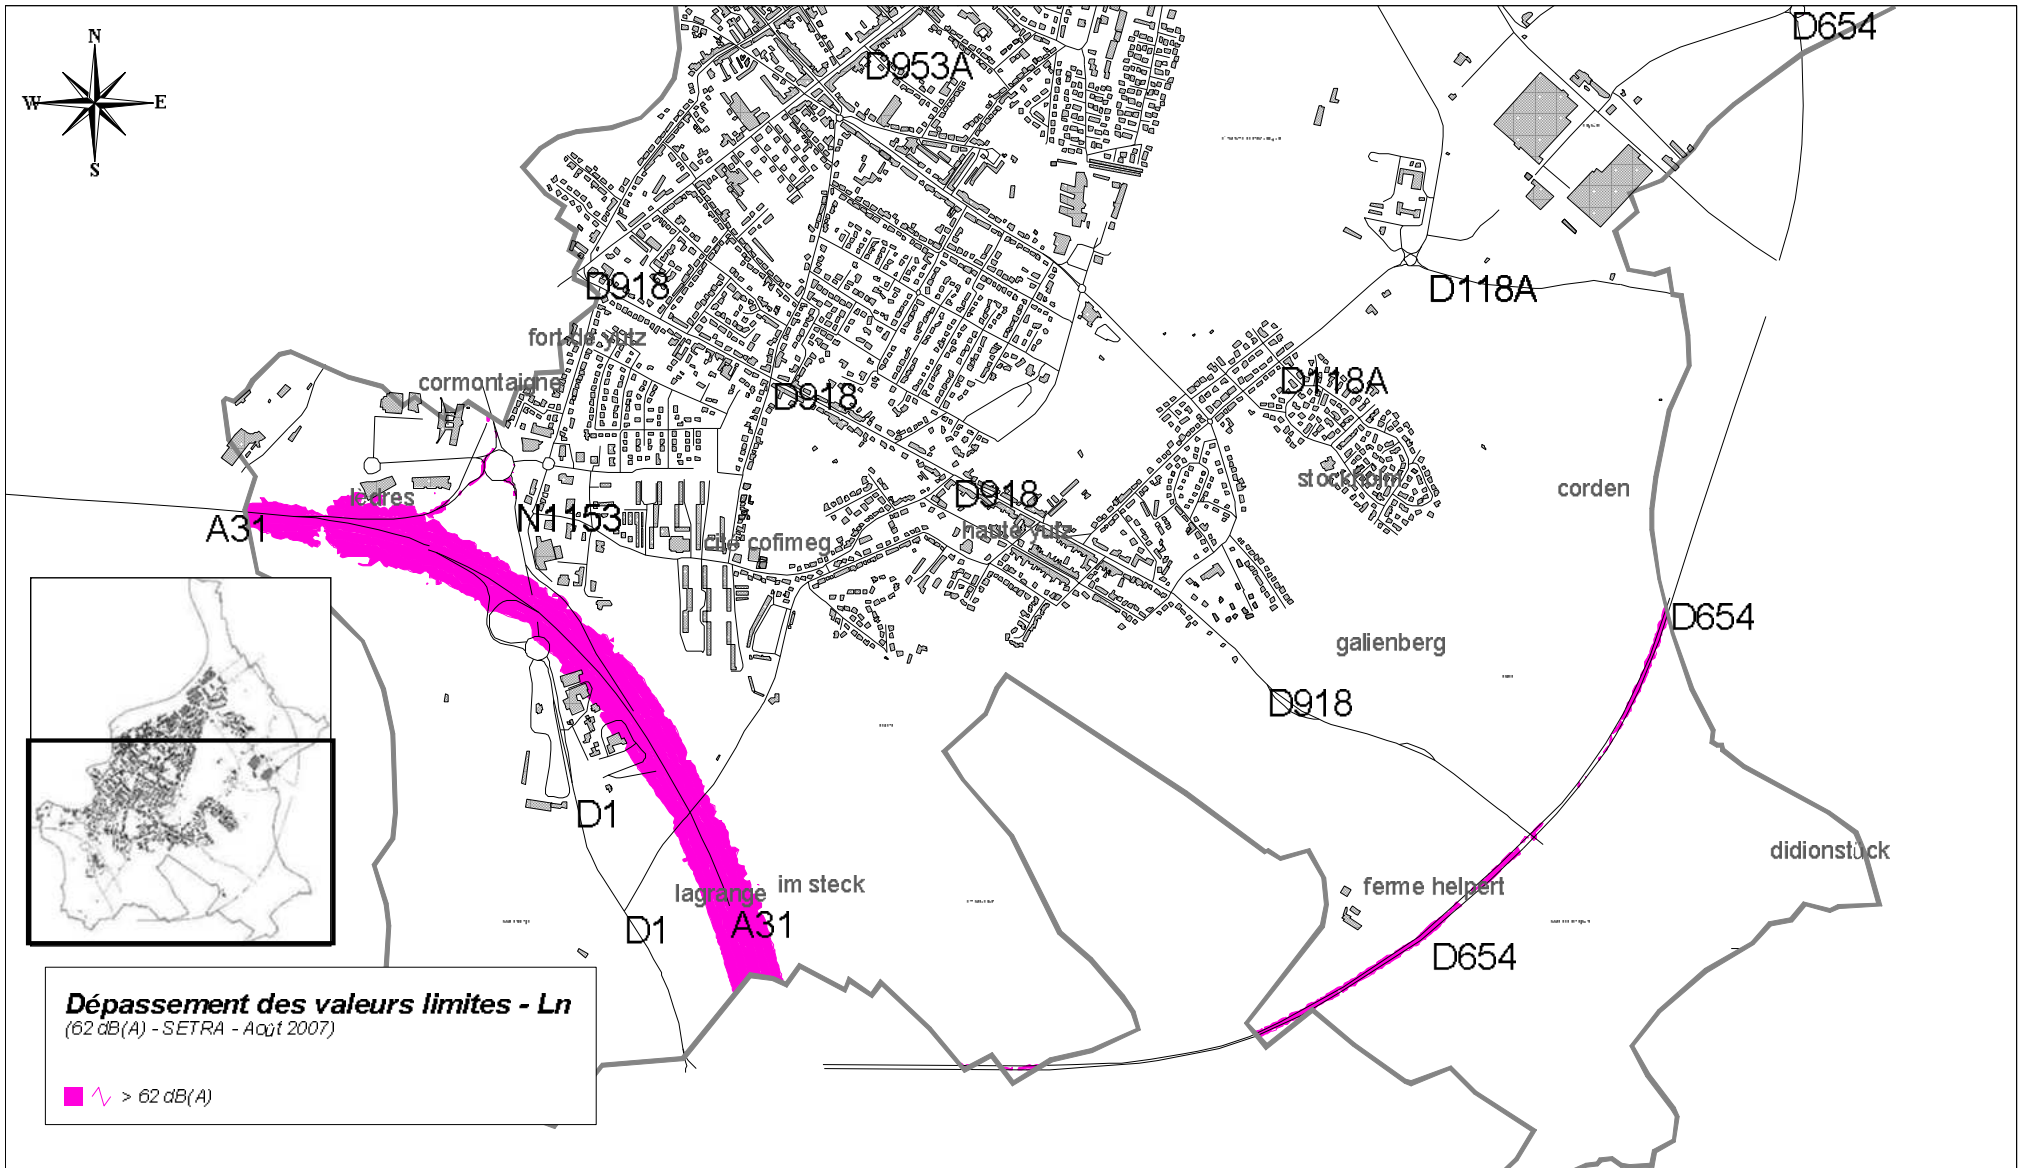 N
W E
S
D953A
D654
D918
D118A
fort de yutz
cormontaigne
D918
D118A
lèdres
A31
N1153
cité cofimeg
D918
haute yutz
stockholm
corden
D654
galienberg
D918
D1
didionstück
lagrange
im steck
ferme helpert
D1
A31
D654
Dépassement des valeurs limites - Ln
(62 dB(A) - SETRA - Août 2007)
> 62 dB(A)